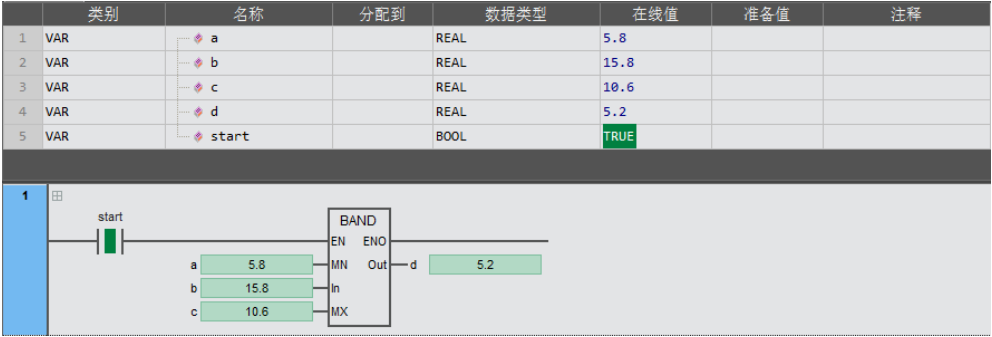 类别 名称 分配到 数据类型 在线值 准备值 注释
1 VAR a REAL 5.8
2 VAR b REAL 15.8
3 VAR c REAL 10.6
4 VAR d REAL 5.2
5 VAR start BOOL TRUE
1
start BAND
EN ENO
a 5.8 MN Out d 5.2
b 15.8 In
c 10.6 MX